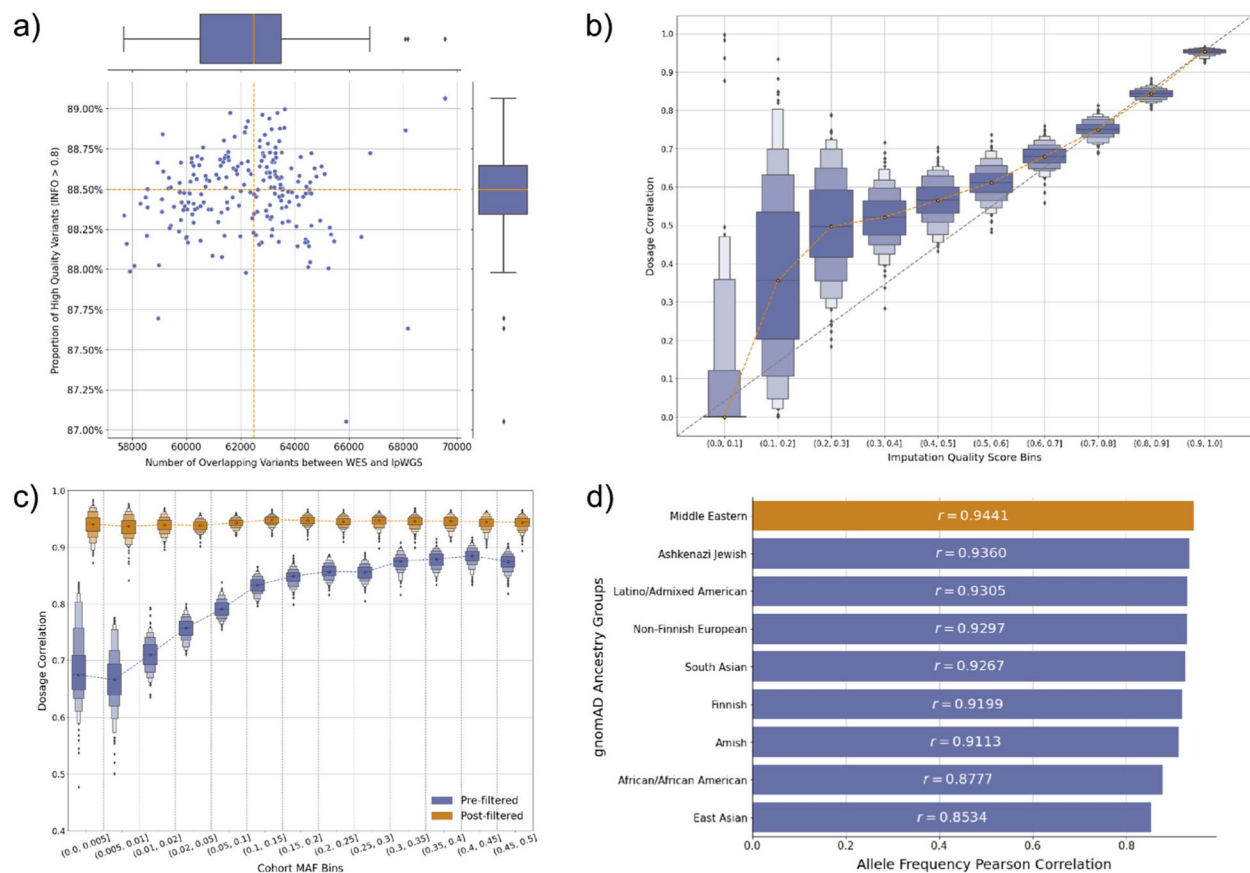 a)
Proportion of High Quality Variants (INFO > 0.8)
89.00%
88.75%
88.50%
88.25%
88.00%
87.75%
87.50%
87.25%
87.00%
58000 60000 62000 64000 66000 68000 70000
Number of Overlapping Variants between WES and lpWGS
b)
Dosage Correlation
1.0
0.9
0.8
0.7
0.6
0.5
0.4
0.3
0.2
0.1
0.0
(0.0, 0.1] (0.1, 0.2] (0.2, 0.3] (0.3, 0.4] (0.4, 0.5] (0.5, 0.6] (0.6, 0.7] (0.7, 0.8] (0.8, 0.9] (0.9, 1.0]
Imputation Quality Score Bins
c)
Dosage Correlation
1.0
0.9
0.8
0.7
0.6
0.5
0.4
Pre-filtered
Post-filtered
(0.0, 0.005] (0.005, 0.01] (0.01, 0.02] (0.02, 0.05] (0.05, 0.1] (0.1, 0.15] (0.15, 0.2] (0.2, 0.25] (0.25, 0.3] (0.3, 0.35] (0.35, 0.4] (0.4, 0.45] (0.45, 0.5]
Cohort MAF Bins
d)
gnomAD Ancestry Groups
Middle Eastern r = 0.9441
Ashkenazi Jewish r = 0.9360
Latino/Admixed American r = 0.9305
Non-Finnish European r = 0.9297
South Asian r = 0.9267
Finnish r = 0.9199
Amish r = 0.9113
African/African American r = 0.8777
East Asian r = 0.8534
0.0 0.2 0.4 0.6 0.8
Allele Frequency Pearson Correlation